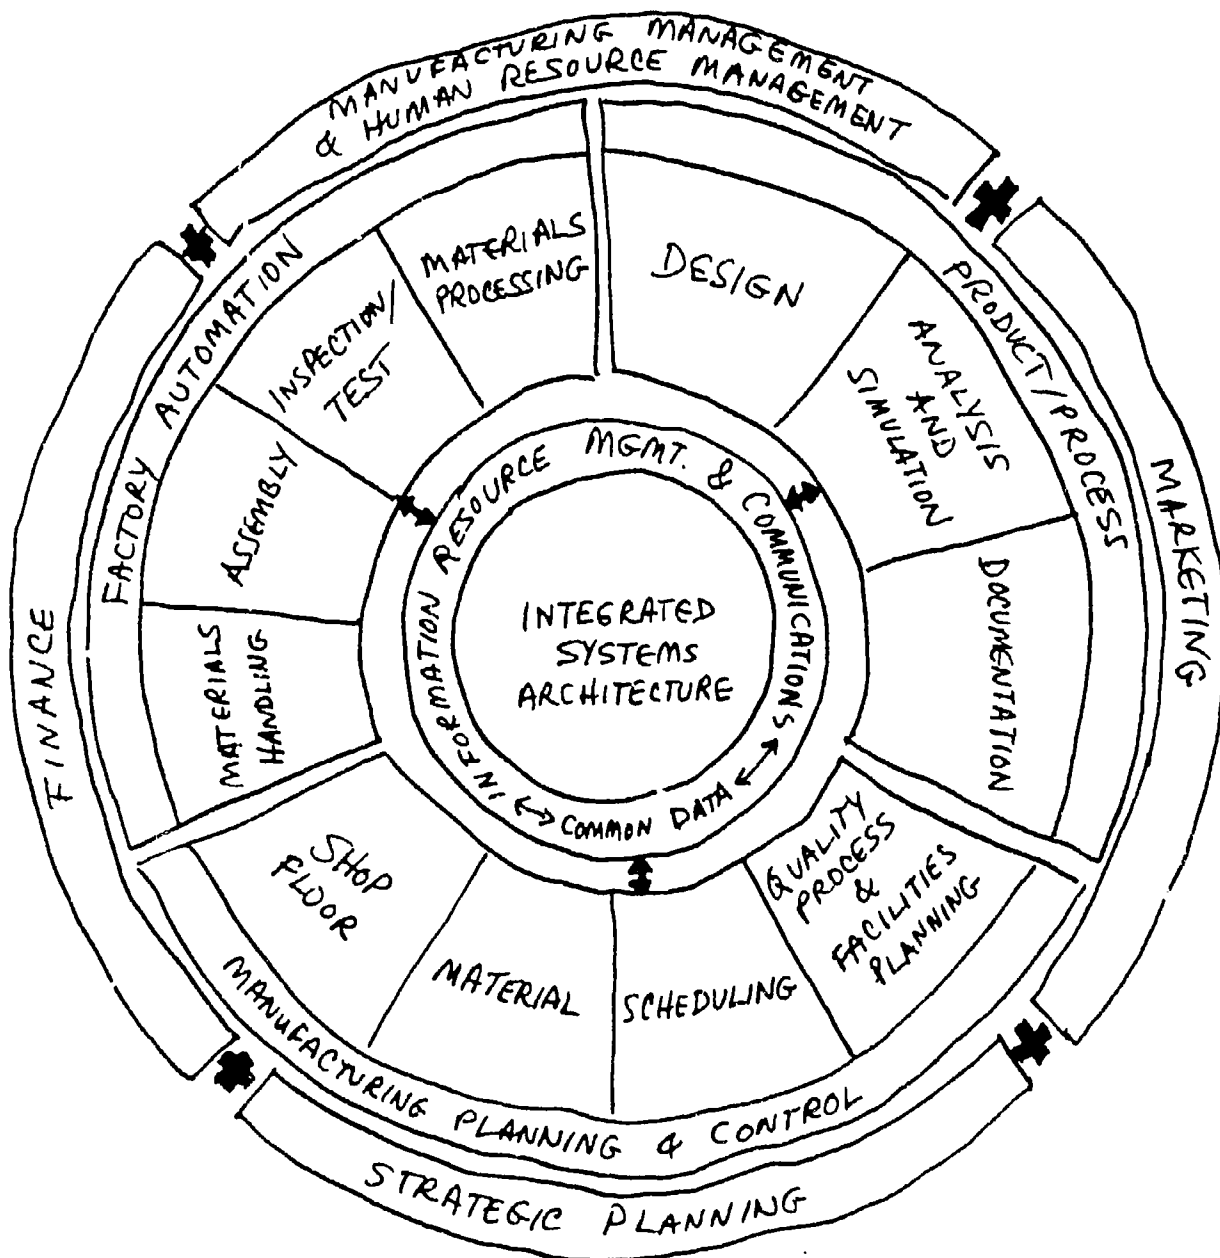 MANUFACTURING MANAGEMENT
& HUMAN RESOURCE MANAGEMENT
MARKETING
STRATEGIC PLANNING
FINANCE
FACTORY AUTOMATION
PRODUCT/PROCESS
MANUFACTURING PLANNING & CONTROL
MATERIALS
PROCESSING
INSPECTION/
TEST
ASSEMBLY
MATERIALS
HANDLING
DESIGN
ANALYSIS
AND
SIMULATION
DOCUMENTATION
QUALITY
PROCESS
&
FACILITIES
PLANNING
SCHEDULING
MATERIAL
SHOP
FLOOR
INFORMATION RESOURCE MGMT. & COMMUNICATIONS
COMMON DATA
INTEGRATED
SYSTEMS
ARCHITECTURE